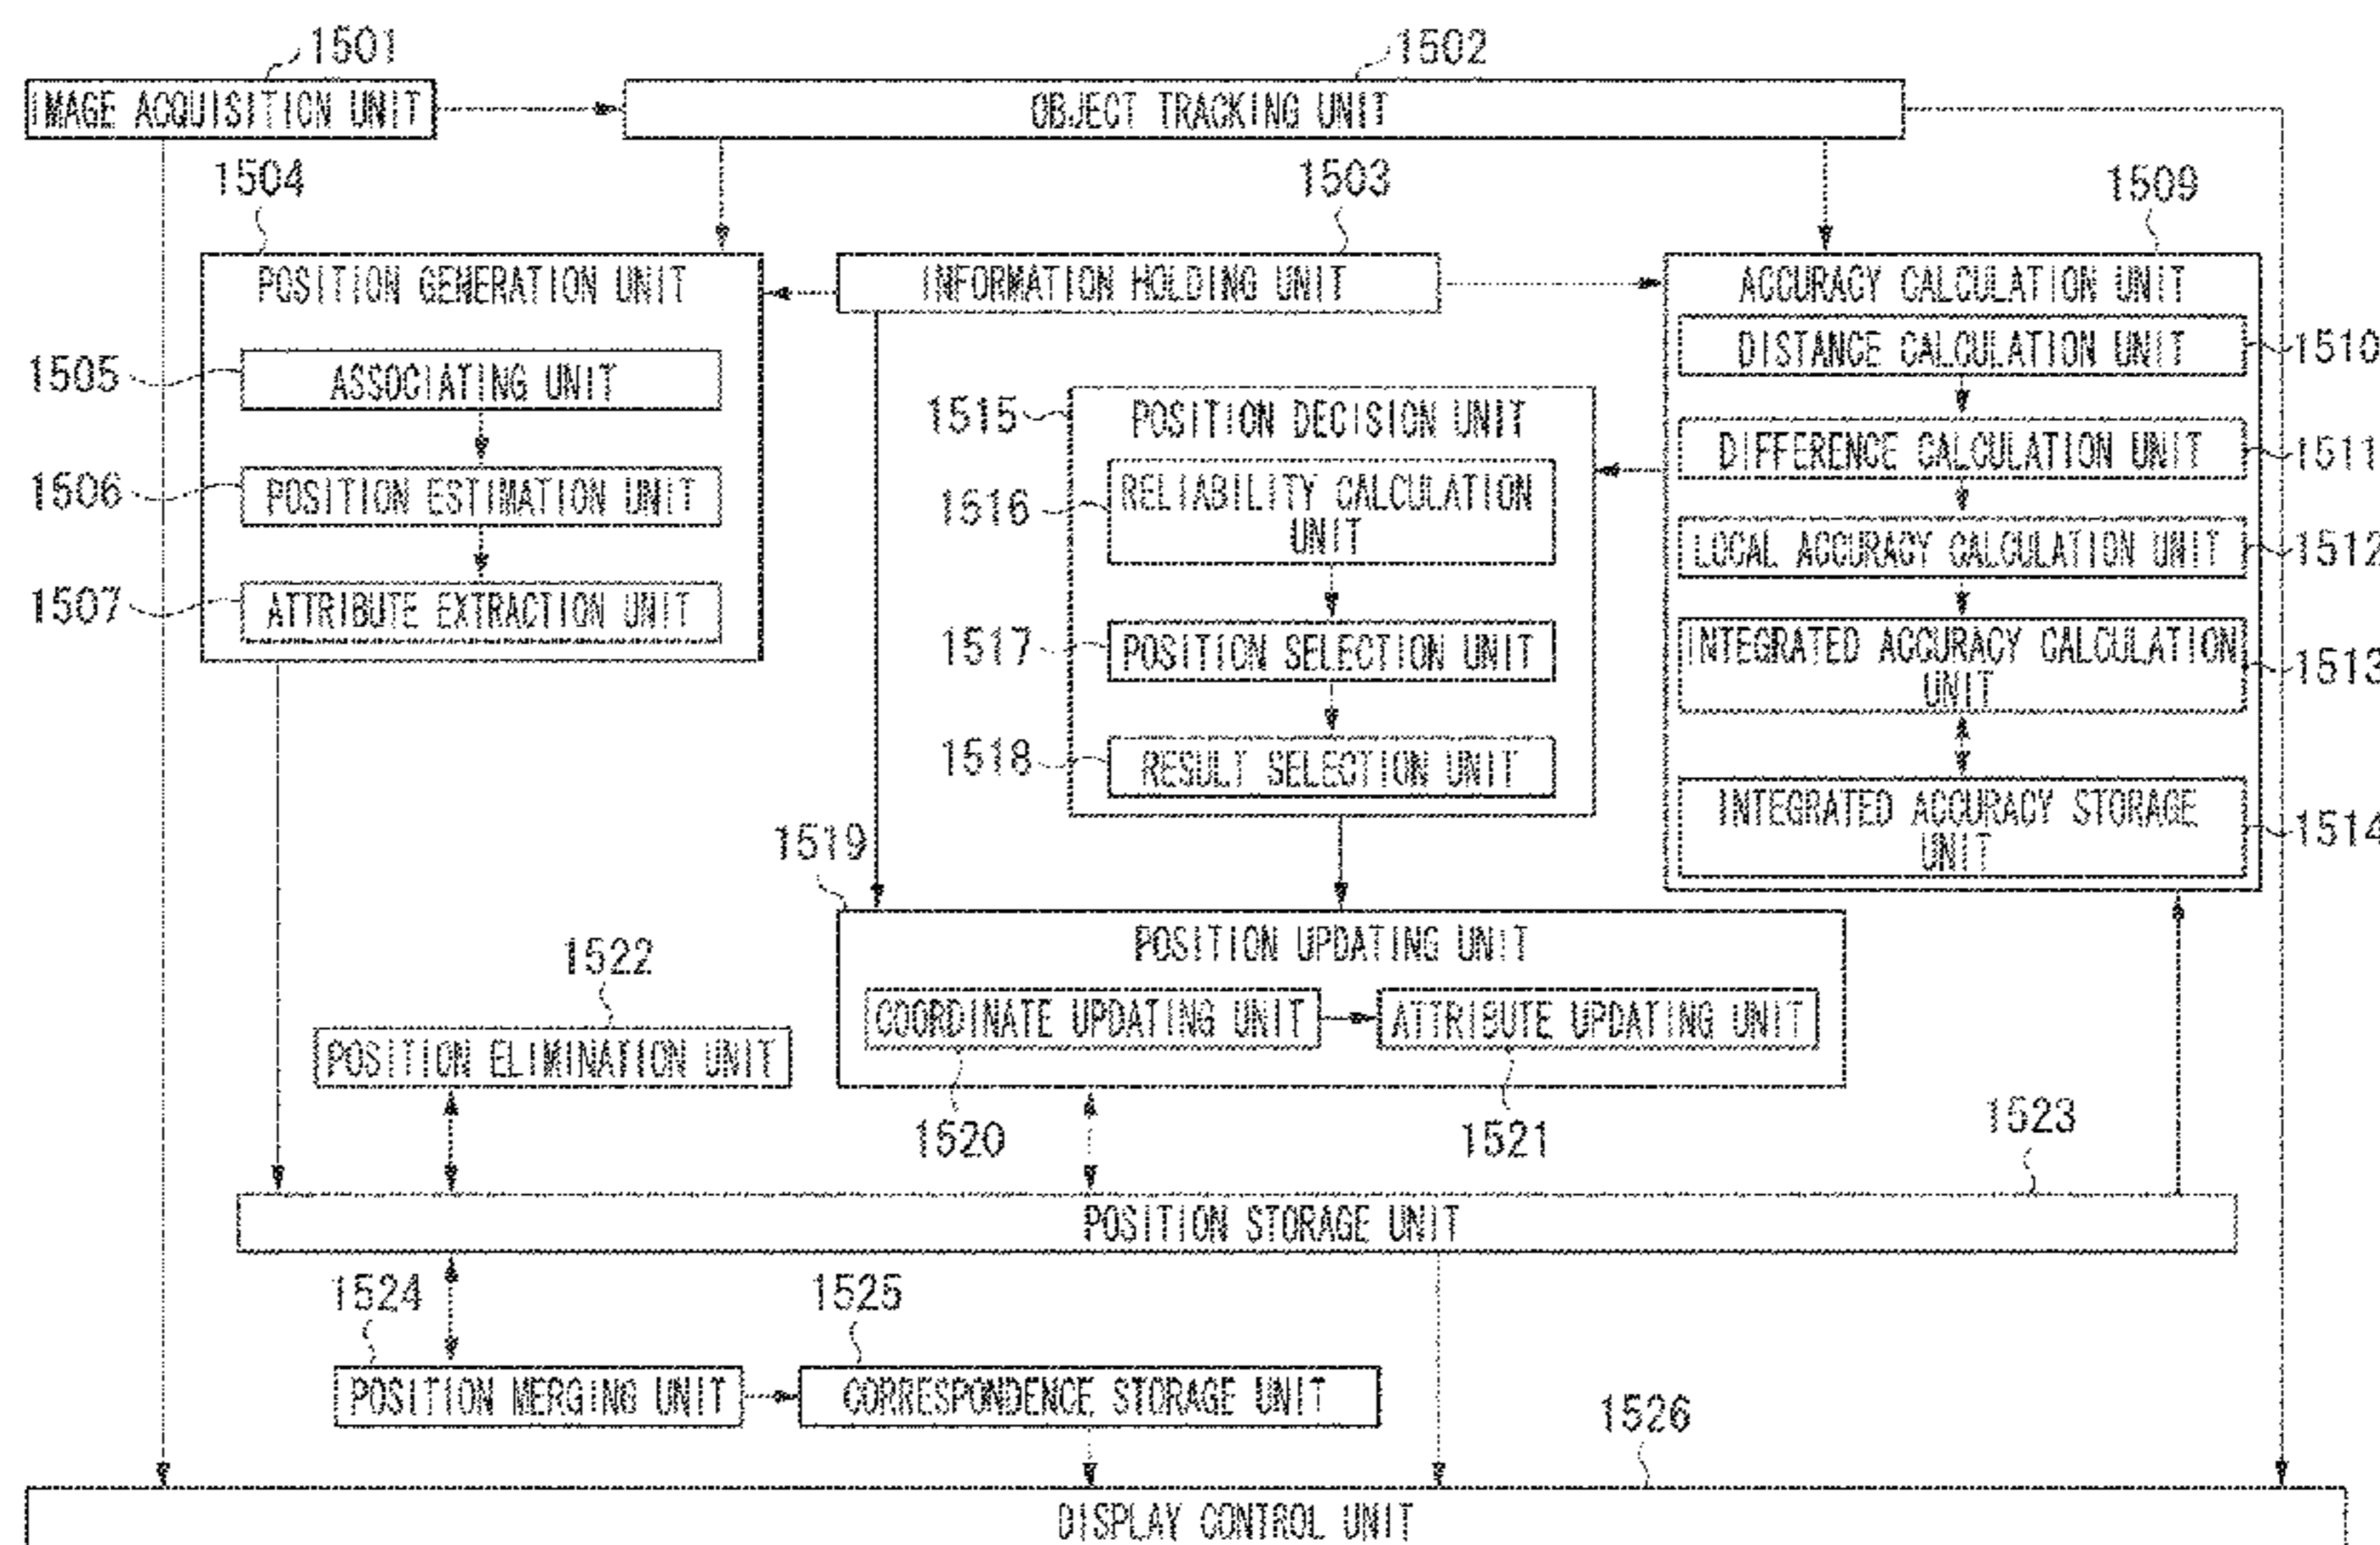 1501
1502
IMAGE ACQUISITION UNIT
OBJECT TRACKING UNIT
1504
1503
1509
POSITION GENERATION UNIT
INFORMATION HOLDING UNIT
ACCURACY CALCULATION UNIT
1505
ASSOCIATING UNIT
DISTANCE CALCULATION UNIT
1510
1515
POSITION DECISION UNIT
DIFFERENCE CALCULATION UNIT
1511
1506
POSITION ESTIMATION UNIT
1516
RELIABILITY CALCULATION
UNIT
LOCAL ACCURACY CALCULATION UNIT
1512
1507
ATTRIBUTE EXTRACTION UNIT
1517
POSITION SELECTION UNIT
INTEGRATED ACCURACY CALCULATION
UNIT
1513
1518
RESULT SELECTION UNIT
INTEGRATED ACCURACY STORAGE
UNIT
1514
1519
POSITION UPDATING UNIT
1522
COORDINATE UPDATING UNIT
ATTRIBUTE UPDATING UNIT
POSITION ELIMINATION UNIT
1520
1521
1523
POSITION STORAGE UNIT
1524
1525
POSITION MERGING UNIT
CORRESPONDENCE STORAGE UNIT
1526
DISPLAY CONTROL UNIT